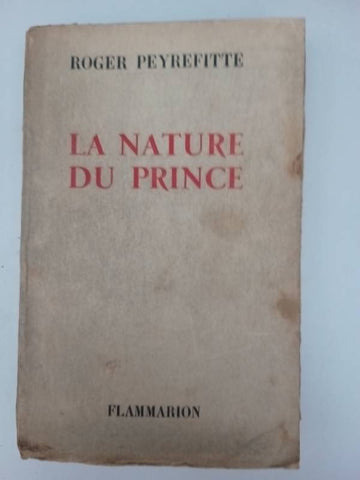 ROGER PEYREFITTE
LA NATURE
DU PRINCE
FLAMMARION